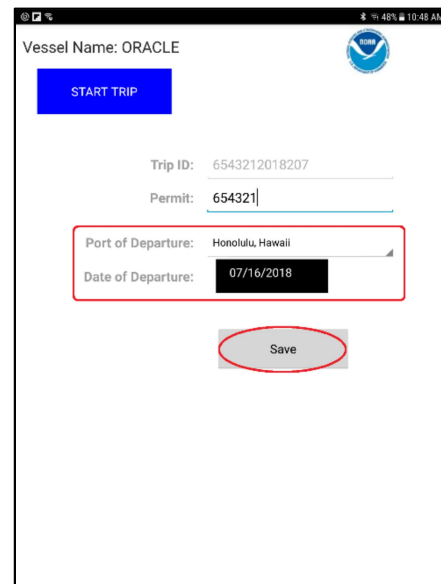 48% 10:48 AM
Vessel Name: ORACLE
NOAA
START TRIP
Trip ID: 6543212018207
Permit: 654321
Port of Departure: Honolulu, Hawaii
Date of Departure: 07/16/2018
Save